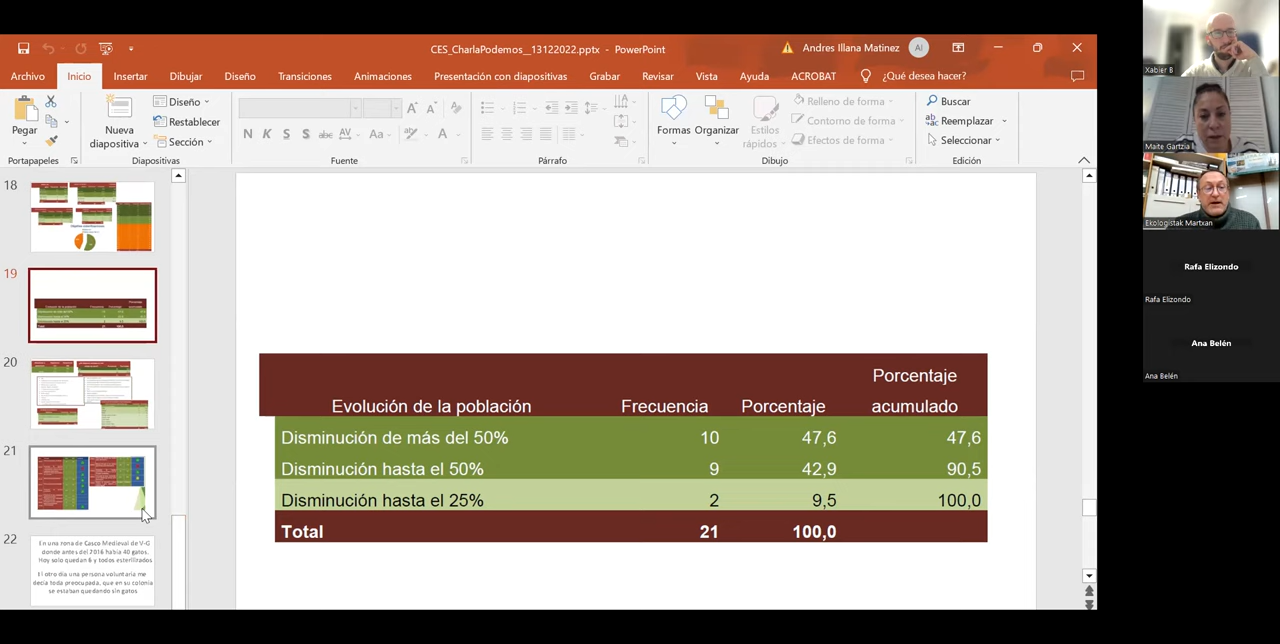 CES_CharlaPodemos__13122022.pptx - PowerPoint
Andres Illana Matinez
AI
Archivo
Inicio
Insertar
Dibujar
Diseño
Transiciones
Animaciones
Presentación con diapositivas
Grabar
Revisar
Vista
Ayuda
ACROBAT
¿Qué desea hacer?
Pegar
Nueva
diapositiva
Diseño
Restablecer
Sección
N K S S abc AV Aa A
Formas
Organizar
Estilos
rápidos
Relleno de forma
Contorno de forma
Efectos de forma
Buscar
Reemplazar
Seleccionar
Portapapeles
Diapositivas
Fuente
Párrafo
Dibujo
Edición
18
19
20
21
22
En una zona de Casco Medieval de V-G
donde antes del 2016 había 40 gatos.
Hoy solo quedan 6 y todos esterilizados
El otro día una persona voluntaria me
decía toda preocupada, que en su colonia
se estaban quedando sin gatos
Evolución de la población Frecuencia Porcentaje Porcentaje acumulado
Disminución de más del 50% 10 47,6 47,6
Disminución hasta el 50% 9 42,9 90,5
Disminución hasta el 25% 2 9,5 100,0
Total 21 100,0
Xabier B
Maite Gartzia
Ekologistak Martxan
Rafa Elizondo
Rafa Elizondo
Ana Belén
Ana Belén